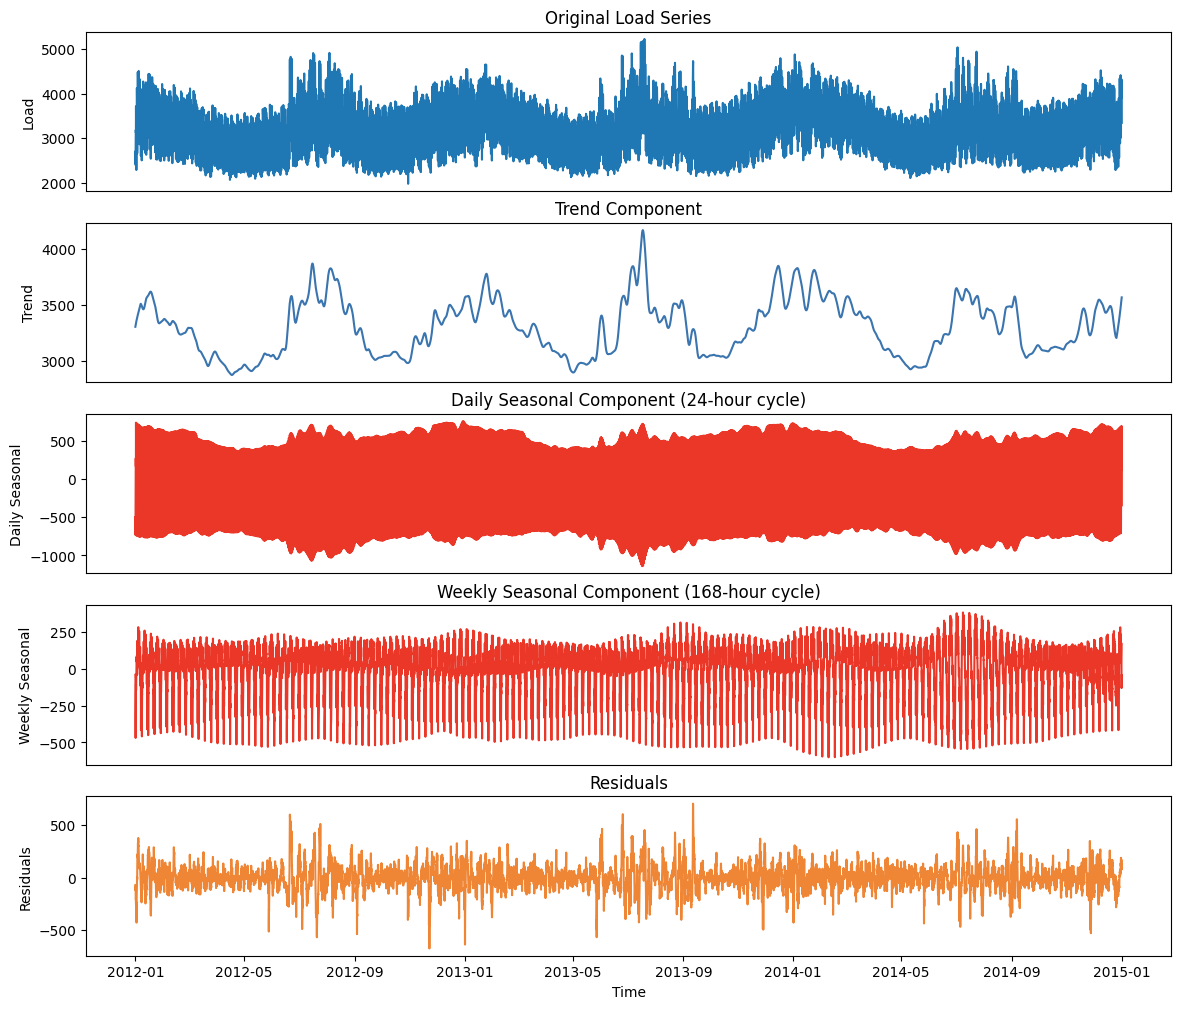 Original Load Series
5000
4000
3000
2000
Load
Trend Component
4000
3500
3000
Trend
Daily Seasonal Component (24-hour cycle)
500
0
−500
−1000
Daily Seasonal
Weekly Seasonal Component (168-hour cycle)
250
0
−250
−500
Weekly Seasonal
Residuals
500
0
−500
Residuals
2012-01 2012-05 2012-09 2013-01 2013-05 2013-09 2014-01 2014-05 2014-09 2015-01
Time